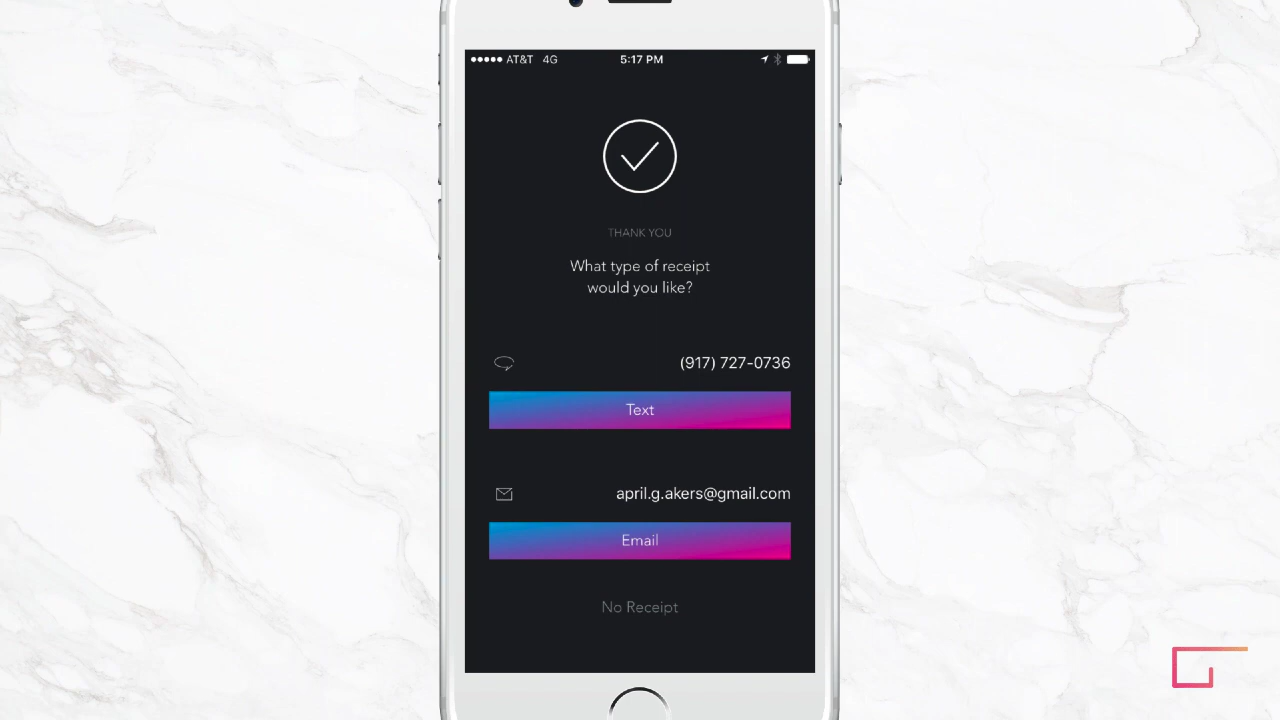 AT&T 4G 5:17 PM
THANK YOU
What type of receipt
would you like?
(917) 727-0736
Text
april.g.akers@gmail.com
Email
No Receipt